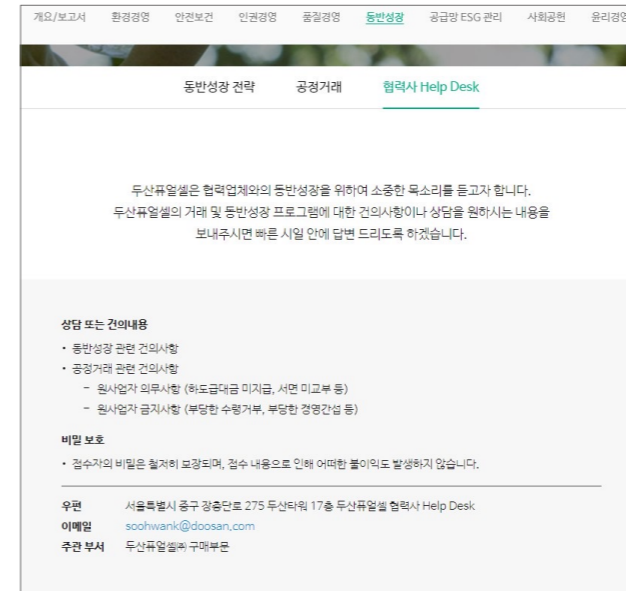 개요/보고서 환경경영 안전보건 인권경영 품질경영 동반성장 공급망 ESG 관리 사회공헌 윤리경영
동반성장 전략 공정거래 협력사 Help Desk
두산퓨얼셀은 협력업체와의 동반성장을 위하여 소중한 목소리를 듣고자 합니다.
두산퓨얼셀의 거래 및 동반성장 프로그램에 대한 건의사항이나 상담을 원하시는 내용을
보내주시면 빠른 시일 안에 답변 드리도록 하겠습니다.
상담 또는 건의내용
• 동반성장 관련 건의사항
• 공정거래 관련 건의사항
- 원사업자 의무사항 (하도급대금 미지급, 서면 미교부 등)
- 원사업자 금지사항 (부당한 수령거부, 부당한 경영간섭 등)
비밀 보호
• 접수자의 비밀은 철저히 보장되며, 접수 내용으로 인해 어떠한 불이익도 발생하지 않습니다.
우편 서울특별시 중구 장충단로 275 두산타워 17층 두산퓨얼셀 협력사 Help Desk
이메일 soohwank@doosan.com
주관 부서 두산퓨얼셀㈜ 구매부문